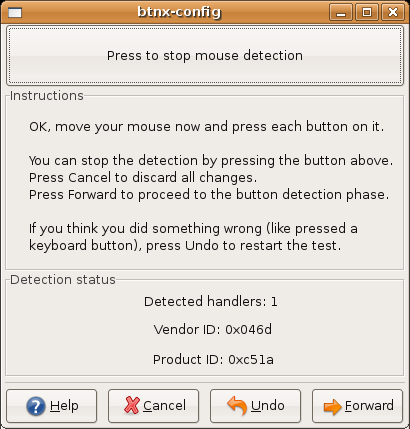 btnx-config
Press to stop mouse detection
Instructions
OK, move your mouse now and press each button on it.
You can stop the detection by pressing the button above.
Press Cancel to discard all changes.
Press Forward to proceed to the button detection phase.
If you think you did something wrong (like pressed a
keyboard button), press Undo to restart the test.
Detection status
Detected handlers: 1
Vendor ID: 0x046d
Product ID: 0xc51a
Help
Cancel
Undo
Forward